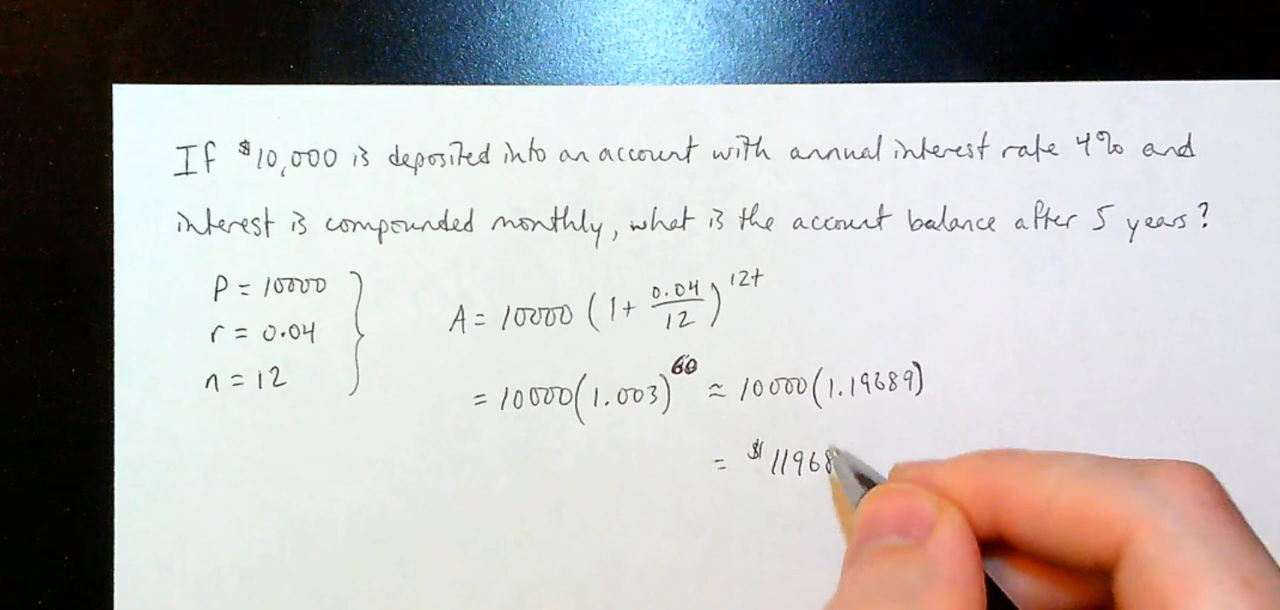 If $10,000 is deposited into an account with annual interest rate 4% and
interest is compounded monthly, what is the account balance after 5 years?
P = 10000
r = 0.04
n = 12
A = 10000 (1 + 0.04/12)^12t
= 10000(1.003)^60 ≈ 10000(1.19689)
= $11968